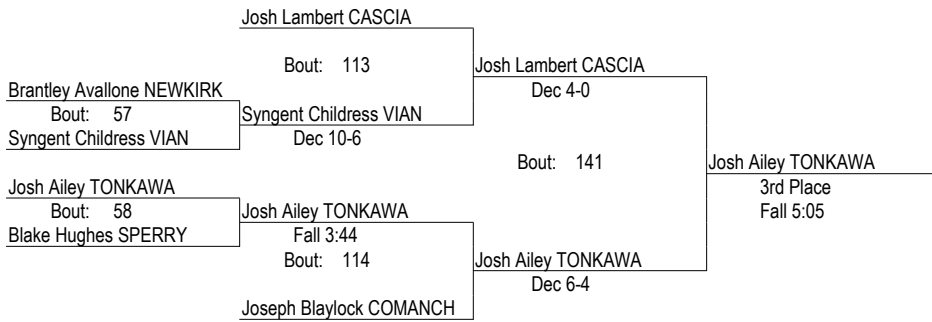 Josh Lambert CASCIA
Bout: 113
Josh Lambert CASCIA
Dec 4-0
Brantley Avallone NEWKIRK
Bout: 57
Syngent Childress VIAN
Syngent Childress VIAN
Dec 10-6
Bout: 141
Josh Ailey TONKAWA
3rd Place
Fall 5:05
Josh Ailey TONKAWA
Bout: 58
Blake Hughes SPERRY
Josh Ailey TONKAWA
Fall 3:44
Bout: 114
Josh Ailey TONKAWA
Dec 6-4
Joseph Blaylock COMANCH